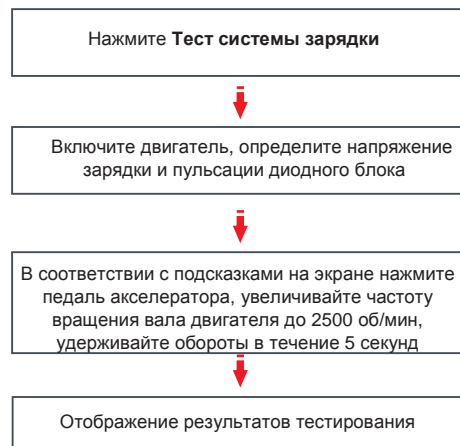 Нажмите Тест системы зарядки
Включите двигатель, определите напряжение
зарядки и пульсации диодного блока
В соответствии с подсказками на экране нажмите
педаль акселератора, увеличивайте частоту
вращения вала двигателя до 2500 об/мин,
удерживайте обороты в течение 5 секунд
Отображение результатов тестирования